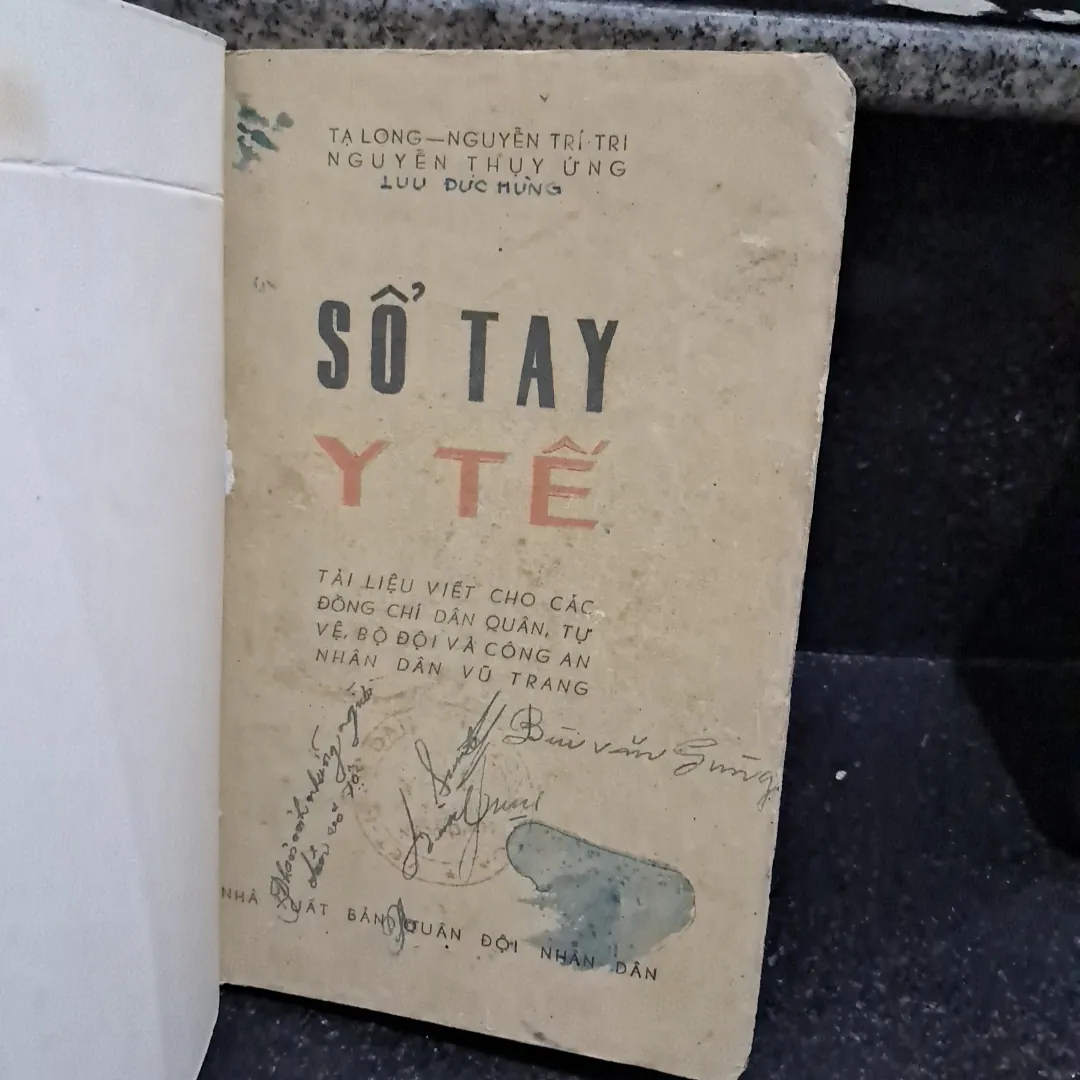 TẠ LONG—NGUYỄN TRÍ-TRI
NGUYỄN THỤY ỨNG
LƯU ĐỨC HÙNG
SỔ TAY
Y TẾ
TÀI LIỆU VIẾT CHO CÁC
ĐỒNG CHÍ DÂN QUÂN, TỰ
VỆ, BỘ ĐỘI VÀ CÔNG AN
NHÂN DÂN VŨ TRANG
Bùi văn
những người
NHÀ XUẤT BẢN QUÂN ĐỘI NHÂN DÂN